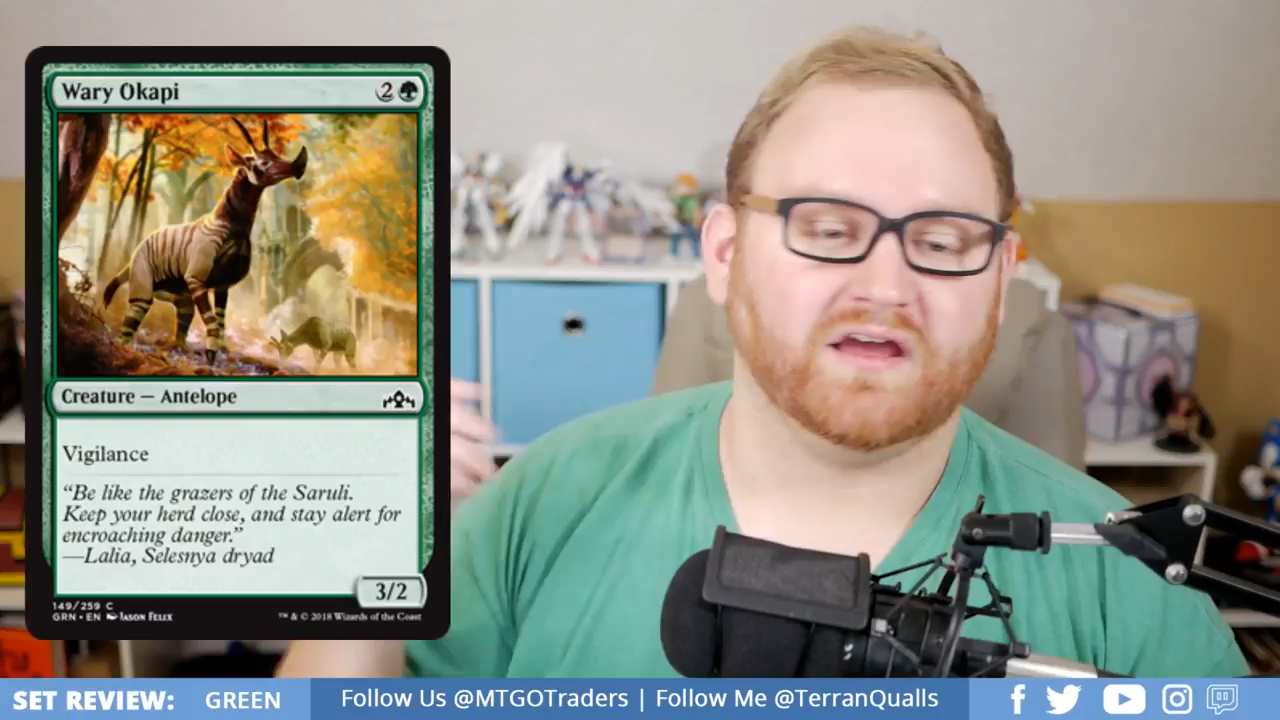 Wary Okapi
2
Creature — Antelope
Vigilance
“Be like the grazers of the Saruli.
Keep your herd close, and stay alert for
encroaching danger.”
—Lalia, Selesnya dryad
3/2
149/259 C
GRN • EN Jason Felix
™ & © 2018 Wizards of the Coast
SET REVIEW: GREEN
Follow Us @MTGOTraders | Follow Me @TerranQualls